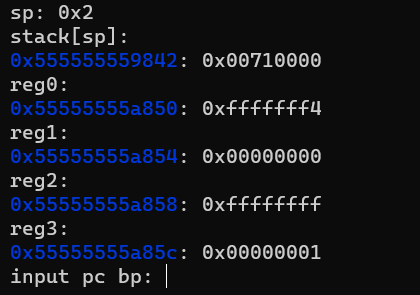 sp: 0x2
stack[sp]:
0x555555559842: 0x00710000
reg0:
0x55555555a850: 0xfffffff4
reg1:
0x55555555a854: 0x00000000
reg2:
0x55555555a858: 0xffffffff
reg3:
0x55555555a85c: 0x00000001
input pc bp: